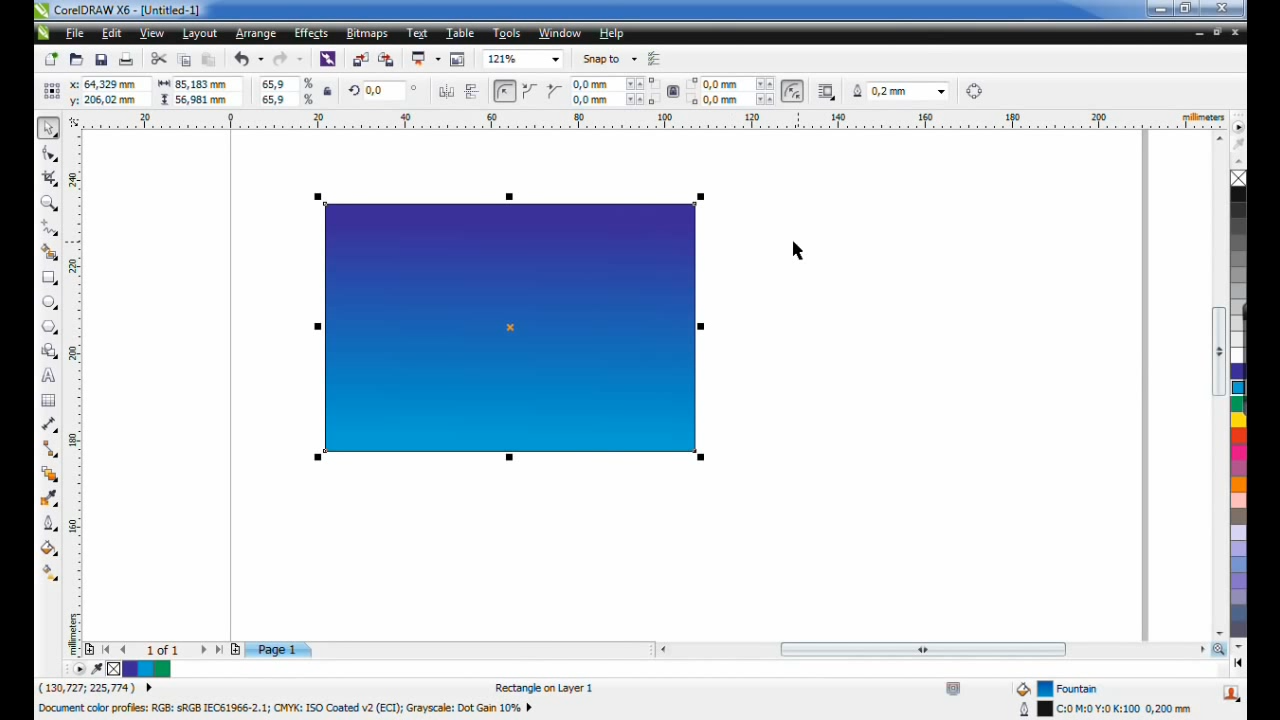 CorelDRAW X6 - [Untitled-1]
File Edit View Layout Arrange Effects Bitmaps Text Table Tools Window Help
121% Snap to
x: 64,329 mm 85,183 mm 65,9 % 0,0 ° 0,0 mm 0,0 mm 0,2 mm
y: 206,02 mm 56,981 mm 65,9 % 0,0 mm 0,0 mm
20 0 20 40 60 80 100 120 140 160 180 200 millimeters
240
220
200
180
160
millimeters
1 of 1 Page 1
( 130,727; 225,774 ) Rectangle on Layer 1 Fountain
Document color profiles: RGB: sRGB IEC61966-2.1; CMYK: ISO Coated v2 (ECI); Grayscale: Dot Gain 10% C:0 M:0 Y:0 K:100 0,200 mm